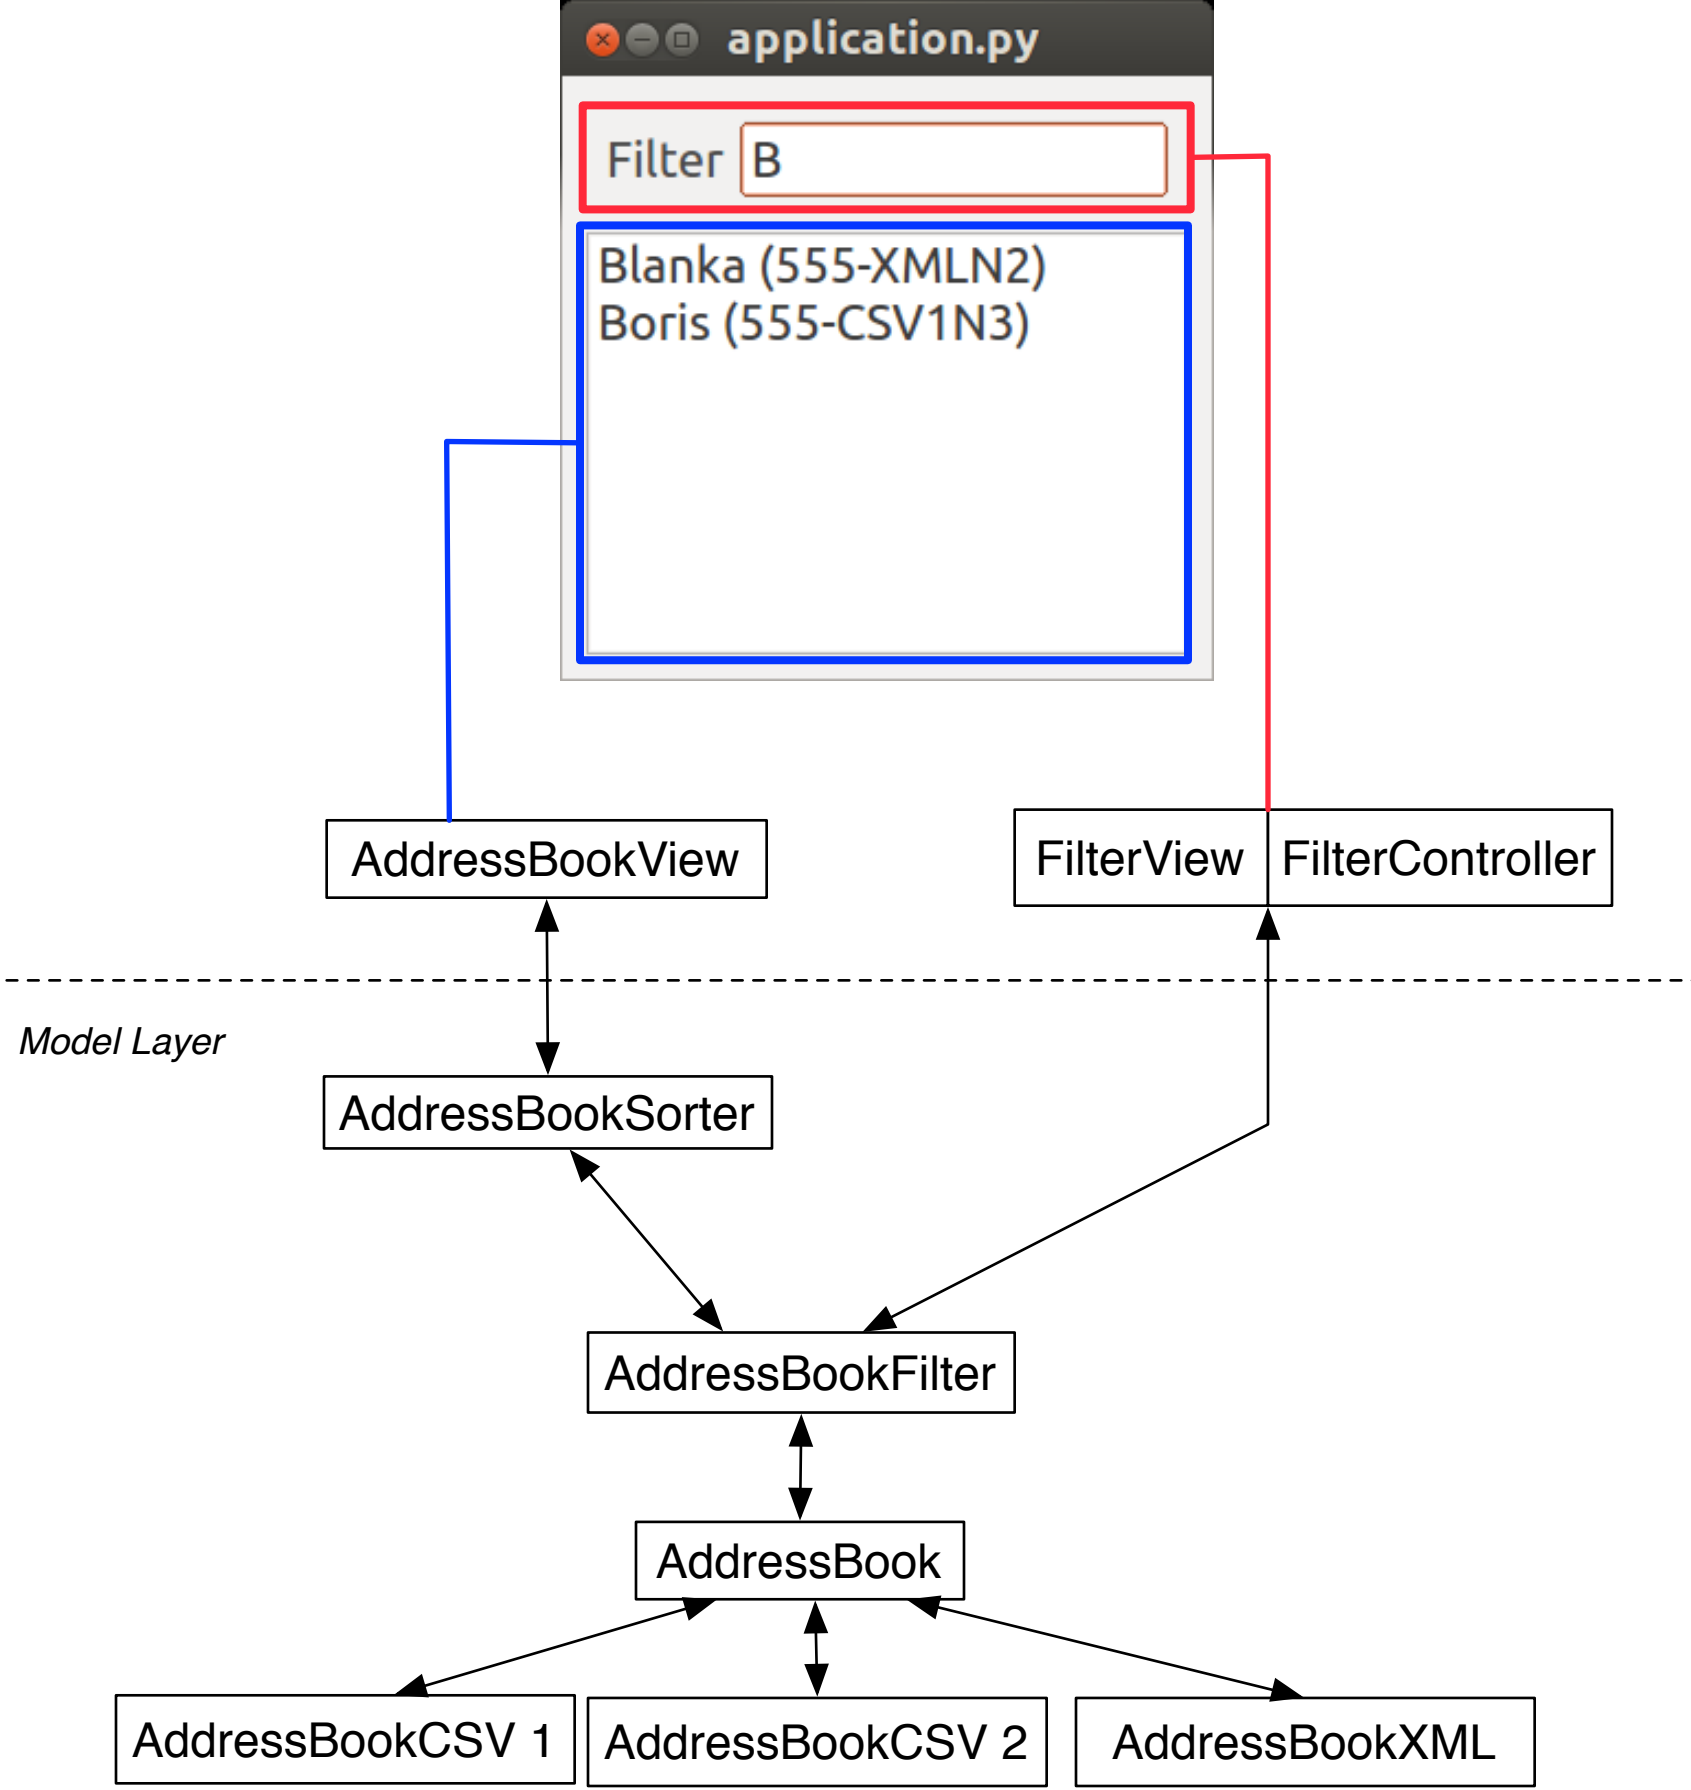 application.py
Filter B
Blanka (555-XMLN2)
Boris (555-CSV1N3)
AddressBookView
FilterView FilterController
Model Layer
AddressBookSorter
AddressBookFilter
AddressBook
AddressBookCSV 1
AddressBookCSV 2
AddressBookXML